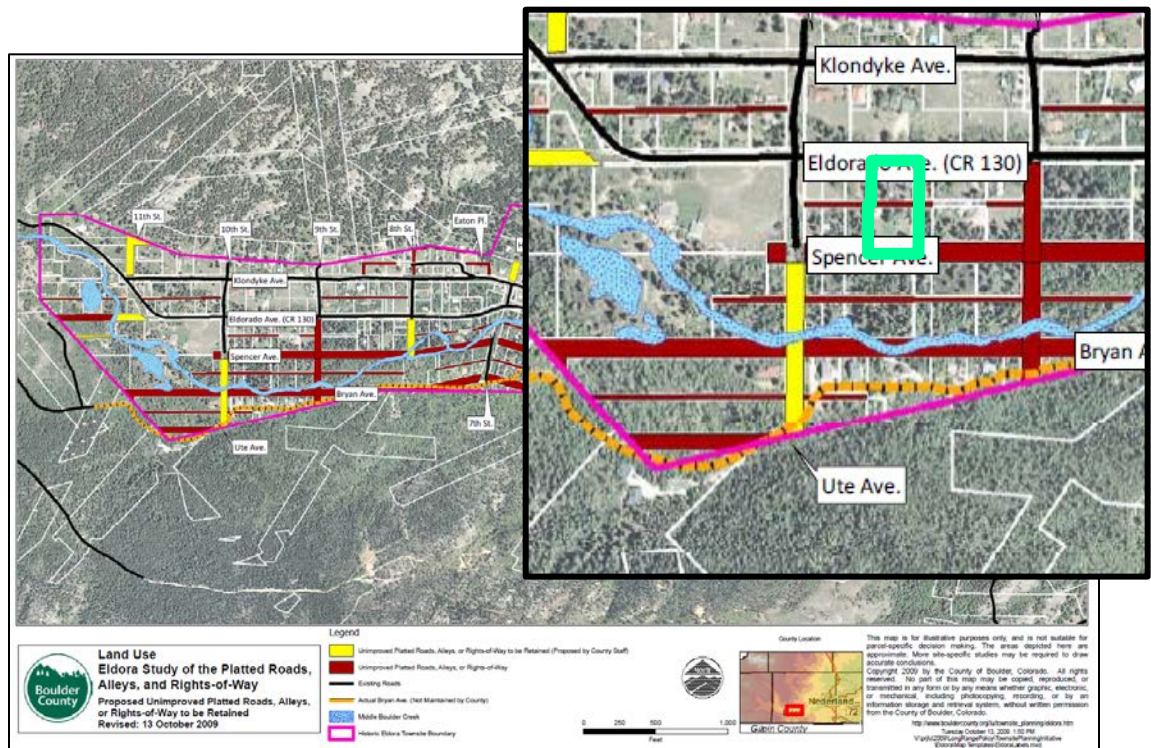 Klondyke Ave.
Eldorado Ave. (CR 130)
Spencer Ave.
Bryan A
Ute Ave.
11th St.
10th St.
9th St.
8th St.
Eaton Pl.
H
Klondyke Ave.
Eldorado Ave. (CR 130)
Spencer Ave.
Bryan Ave.
7th St.
Ute Ave.
Boulder
County
Land Use
Eldora Study of the Platted Roads,
Alleys, and Rights-of-Way
Proposed Unimproved Platted Roads, Alleys,
or Rights-of-Way to be Retained
Revised: 13 October 2009
Legend
Unimproved Platted Roads, Alleys, or Rights-of-Way to be Retained (Proposed by County Staff)
Unimproved Platted Roads, Alleys, or Rights-of-Way
Existing Roads
Actual Bryan Ave. (Not Maintained by County)
Middle Boulder Creek
Historic Eldora Townsite Boundary
0 250 500 1,000
Feet
County Location
Nederland
72
Gilpin County
This map is for illustrative purposes only, and is not suitable for
parcel-specific decision making. The areas depicted here are
approximate. More site-specific studies may be required to draw
accurate conclusions.
Copyright 2009 by the County of Boulder, Colorado. All rights
reserved. No part of this map may be copied, reproduced, or
transmitted in any form or by any means whether graphic, electronic,
or mechanical, including photocopying, recording, or by an
information storage and retrieval system, without written permission
from the County of Boulder, Colorado.
Tuesday October 13, 2009 1:50 PM